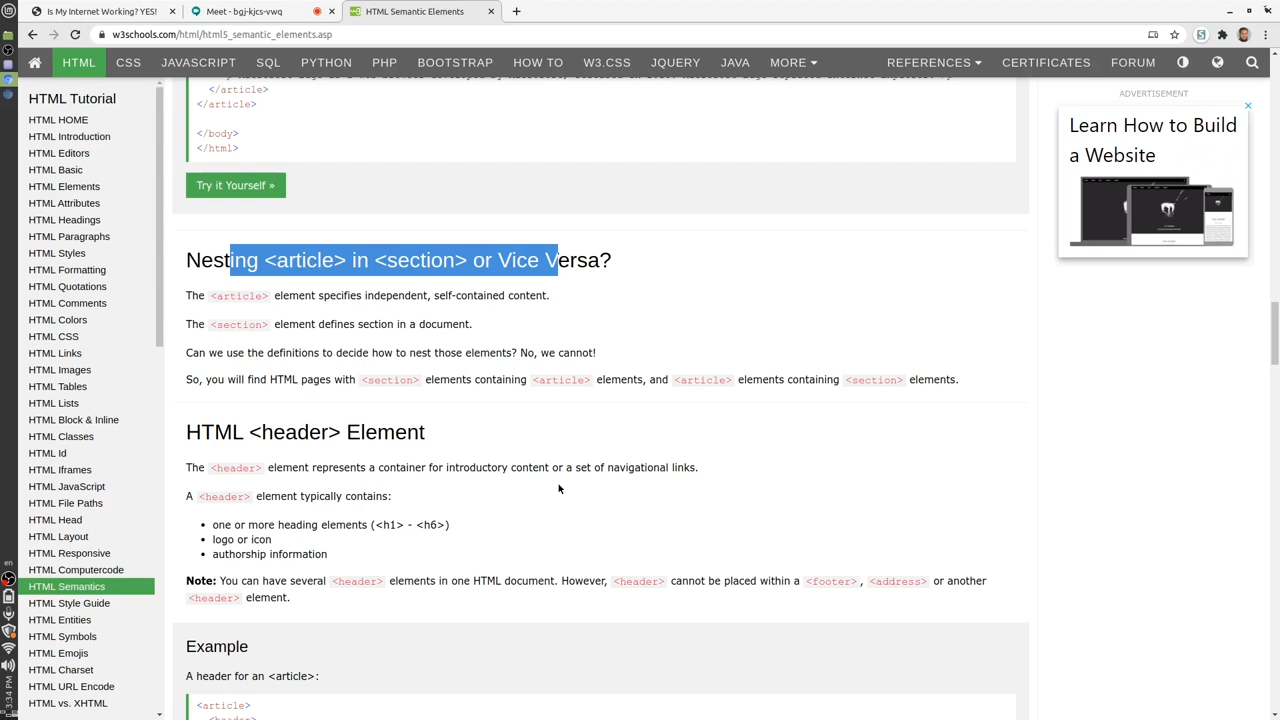 Is My Internet Working? YES!
Meet - bgj-kjcs-vwq
HTML Semantic Elements
w3schools.com/html/html5_semantic_elements.asp
HTML CSS JAVASCRIPT SQL PYTHON PHP BOOTSTRAP HOW TO W3.CSS JQUERY JAVA MORE REFERENCES CERTIFICATES FORUM
HTML Tutorial
HTML HOME
HTML Introduction
HTML Editors
HTML Basic
HTML Elements
HTML Attributes
HTML Headings
HTML Paragraphs
HTML Styles
HTML Formatting
HTML Quotations
HTML Comments
HTML Colors
HTML CSS
HTML Links
HTML Images
HTML Tables
HTML Lists
HTML Block & Inline
HTML Classes
HTML Id
HTML Iframes
HTML JavaScript
HTML File Paths
HTML Head
HTML Layout
HTML Responsive
HTML Computercode
HTML Semantics
HTML Style Guide
HTML Entities
HTML Symbols
HTML Emojis
HTML Charset
HTML URL Encode
HTML vs. XHTML
</article>
</article>
</body>
</html>
Try it Yourself »
Nesting <article> in <section> or Vice Versa?
The <article> element specifies independent, self-contained content.
The <section> element defines section in a document.
Can we use the definitions to decide how to nest those elements? No, we cannot!
So, you will find HTML pages with <section> elements containing <article> elements, and <article> elements containing <section> elements.
HTML <header> Element
The <header> element represents a container for introductory content or a set of navigational links.
A <header> element typically contains:
• one or more heading elements (<h1> - <h6>)
• logo or icon
• authorship information
Note: You can have several <header> elements in one HTML document. However, <header> cannot be placed within a <footer>, <address> or another
<header> element.
Example
A header for an <article>:
<article>
<header>
ADVERTISEMENT
Learn How to Build
a Website
en
3:34 PM